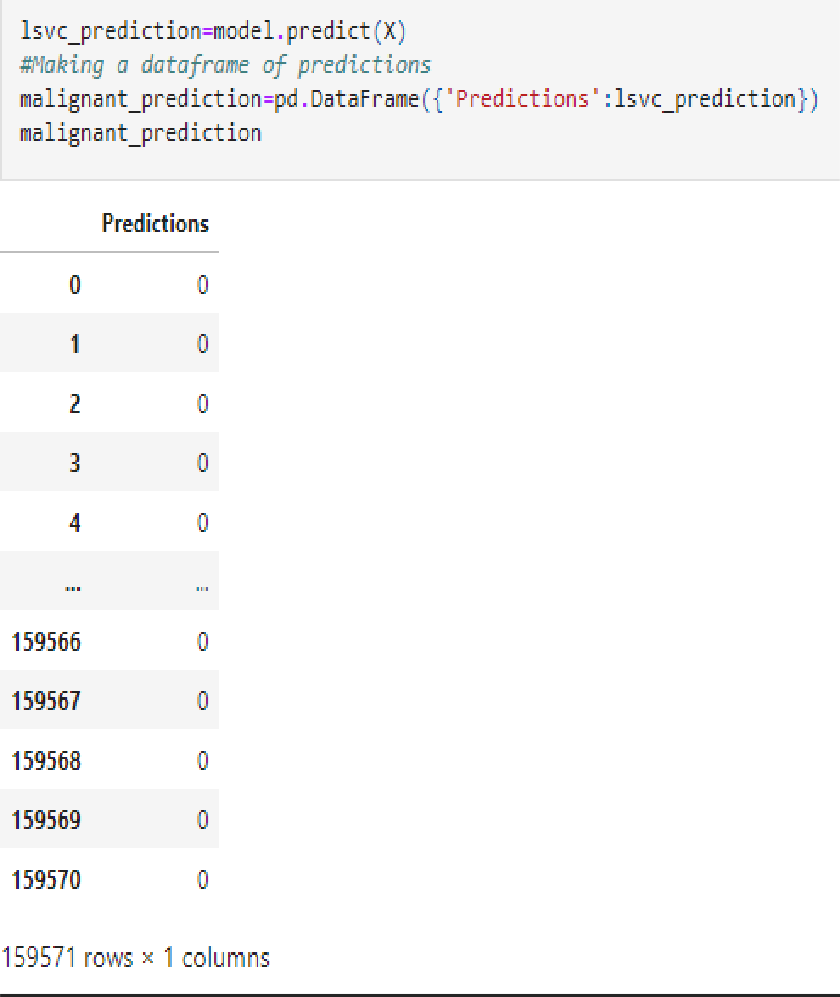 lsvc_prediction=model.predict(X)
#Making a dataframe of predictions
malignant_prediction=pd.DataFrame({'Predictions':lsvc_prediction})
malignant_prediction
Predictions
0 0
1 0
2 0
3 0
4 0
... ...
159566 0
159567 0
159568 0
159569 0
159570 0
159571 rows × 1 columns